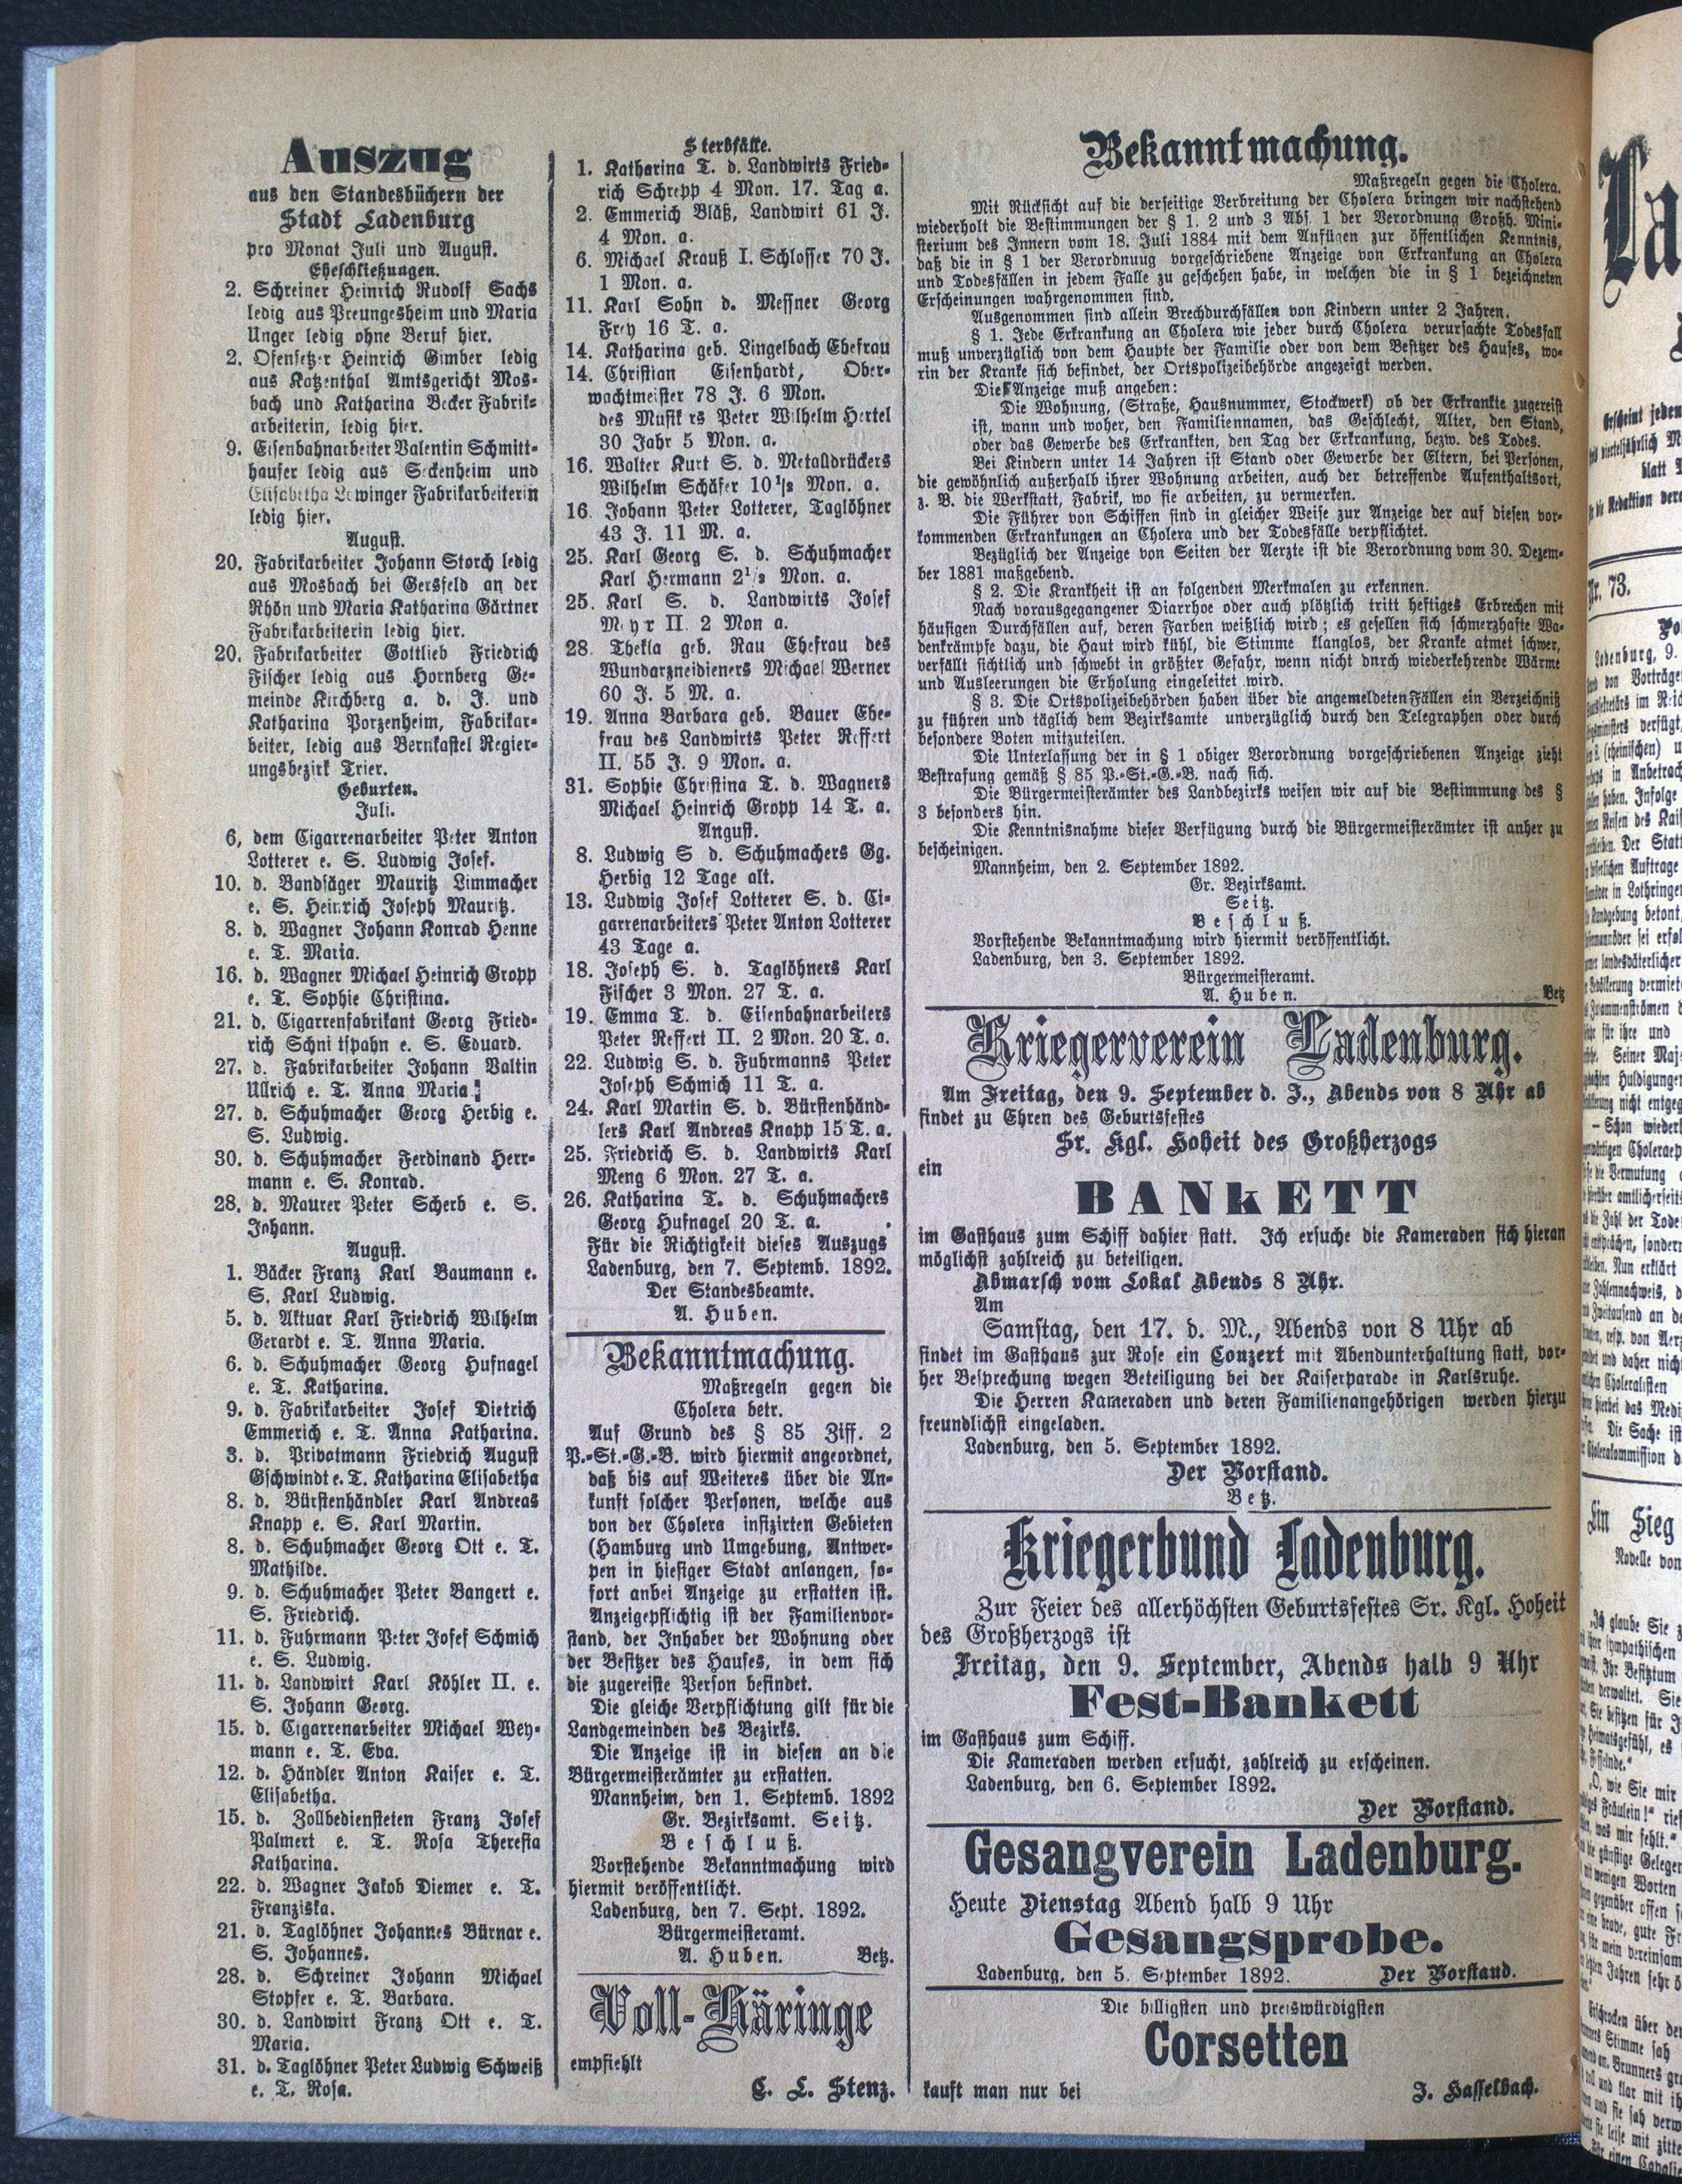 Auszug
aus den Standesbüchern der
Stadt Ladenburg
pro Monat Juli und August.
Eheschließungen.
2. Schreiner Heinrich Rudolf Sachs
ledig aus Preungesheim und Maria
Unger ledig ohne Beruf hier.
2. Ofensetzer Heinrich Gimber ledig
aus Katzenthal Amtsgericht Mos-
bach und Katharina Becker Fabrik-
arbeiterin, ledig hier.
9. Eisenbahnarbeiter Valentin Schmitt-
hauser ledig aus Seckenheim und
Elisabetha Lewinger Fabrikarbeiterin
ledig hier.
August.
20. Fabrikarbeiter Johann Storch ledig
aus Mosbach bei Gersfeld an der
Rhön und Maria Katharina Gärtner
Fabrikarbeiterin ledig hier.
20. Fabrikarbeiter Gottlieb Friedrich
Fischer ledig aus Hornberg Ge-
meinde Kirchberg a. d. J. und
Katharina Porzenheim, Fabrikar-
beiter, ledig aus Bernkastel Regier-
ungsbezirk Trier.
Geburten.
Juli.
6, dem Cigarrenarbeiter Peter Anton
Lotterer e. S. Ludwig Josef.
10. d. Bandsäger Mauritz Limmacher
e. S. Heinrich Joseph Mauritz.
8. d. Wagner Johann Konrad Henne
e. T. Maria.
16. d. Wagner Michael Heinrich Gropp
e. T. Sophie Christina.
21. d. Cigarrenfabrikant Georg Fried-
rich Schnitspahn e. S. Eduard.
27. d. Fabrikarbeiter Johann Valtin
Ullrich e. T. Anna Maria.
27. d. Schuhmacher Georg Herbig e.
S. Ludwig.
30. d. Schuhmacher Ferdinand Herr-
mann e. S. Konrad.
28. d. Maurer Peter Scherb e. S.
Johann.
August.
1. Bäcker Franz Karl Baumann e.
S. Karl Ludwig.
5. d. Aktuar Karl Friedrich Wilhelm
Gerardt e. T. Anna Maria.
6. d. Schuhmacher Georg Hufnagel
e. T. Katharina.
9. d. Fabrikarbeiter Josef Dietrich
Emmerich e. T. Anna Katharina.
3. d. Privatmann Friedrich August
Gschwindt e. T. Katharina Elisabetha
8. d. Bürstenhändler Karl Andreas
Knapp e. S. Karl Martin.
8. d. Schuhmacher Georg Ott e. T.
Mathilde.
9. d. Schuhmacher Peter Bangert e.
S. Friedrich.
11. d. Fuhrmann Peter Josef Schmich
e. S. Ludwig.
11. d. Landwirt Karl Köhler II. e.
S. Johann Georg.
15. d. Cigarrenarbeiter Michael Wey-
mann e. T. Eva.
12. d. Händler Anton Kaiser e. T.
Elisabetha.
15. d. Zollbediensteten Franz Josef
Palmert e. T. Rosa Theresia
Katharina.
22. d. Wagner Jakob Diemer e. T.
Franziska.
21. d. Taglöhner Johannes Bürnar e.
S. Johannes.
28. d. Schreiner Johann Michael
Stopfer e. T. Barbara.
30. d. Landwirt Franz Ott e. T.
Maria.
31. d. Taglöhner Peter Ludwig Schweiß
e. T. Rosa.
Sterbfälle.
1. Katharina T. d. Landwirts Fried-
rich Schrepp 4 Mon. 17. Tag a.
2. Emmerich Bläß, Landwirt 61 J.
4 Mon. a.
6. Michael Krauß I. Schlosser 70 J.
1 Mon. a.
11. Karl Sohn d. Messner Georg
Frey 16 T. a.
14. Katharina geb. Lingelbach Ehefrau
14. Christian Eisenhardt, Ober-
wachtmeister 78 J. 6 Mon.
des Musikrs Peter Wilhelm Hertel
30 Jahr 5 Mon. a.
16. Walter Kurt S. d. Metalldrückers
Wilhelm Schäfer 10 1/2 Mon. a.
16. Johann Peter Lotterer, Taglöhner
43 J. 11 M. a.
25. Karl Georg S. d. Schuhmacher
Karl Hermann 2 1/2 Mon. a.
25. Karl S. d. Landwirts Josef
Meyr II. 2 Mon a.
28. Thekla geb. Rau Ehefrau des
Wundarzneidieners Michael Werner
60 J. 5 M. a.
19. Anna Barbara geb. Bauer Ehe-
frau des Landwirts Peter Reffert
II. 55 J. 9 Mon. a.
31. Sophie Christina T. d. Wagners
Michael Heinrich Gropp 14 T. a.
August.
8. Ludwig S d. Schuhmachers Gg.
Herbig 12 Tage alt.
13. Ludwig Josef Lotterer S. d. Ci-
garrenarbeiters Peter Anton Lotterer
43 Tage a.
18. Joseph S. d. Taglöhners Karl
Fischer 3 Mon. 27 T. a.
19. Emma T. d. Eisenbahnarbeiters
Peter Reffert II. 2 Mon. 20 T. a.
22. Ludwig S. d. Fuhrmanns Peter
Joseph Schmich 11 T. a.
24. Karl Martin S. d. Bürstenhänd-
lers Karl Andreas Knapp 15 T. a.
25. Friedrich S. d. Landwirts Karl
Meng 6 Mon. 27 T. a.
26. Katharina T. d. Schuhmachers
Georg Hufnagel 20 T. a.
Für die Richtigkeit dieses Auszugs
Ladenburg, den 7. Septemb. 1892.
Der Standesbeamte.
A. Huben.
Bekanntmachung.
Maßregeln gegen die
Cholera betr.
Auf Grund des § 85 Ziff. 2
P.-St.-G.-B. wird hiermit angeordnet,
daß bis auf Weiteres über die An-
kunft solcher Personen, welche aus
von der Cholera infizirten Gebieten
(Hamburg und Umgebung, Antwer-
pen in hiesiger Stadt anlangen, so-
fort anbei Anzeige zu erstatten ist.
Anzeigepflichtig ist der Familienvor-
stand, der Inhaber der Wohnung oder
der Besitzer des Hauses, in dem sich
die zugereiste Person befindet.
Die gleiche Verpflichtung gilt für die
Landgemeinden des Bezirks.
Die Anzeige ist in diesen an die
Bürgermeisterämter zu erstatten.
Mannheim, den 1. Septemb. 1892
Gr. Bezirksamt. Seitz.
Beschluß.
Vorstehende Bekanntmachung wird
hiermit veröffentlicht.
Ladenburg, den 7. Sept. 1892.
Bürgermeisteramt.
A. Huben. Betz.
Voll-Häringe
empfiehlt
C. L. Stenz.
Bekanntmachung.
Maßregeln gegen die Cholera.
Mit Rücksicht auf die derseitige Verbreitung der Cholera bringen wir nachstehend
wiederholt die Bestimmungen der § 1. 2 und 3 Abs. 1 der Verordnung Großh. Mini-
sterium des Innern vom 18. Juli 1884 mit dem Anfügen zur öffentlichen Kenntnis,
daß die in § 1 der Verordnuug vorgeschriebene Anzeige von Erkrankung an Cholera
und Todesfällen in jedem Falle zu geschehen habe, in welchen die in § 1 bezeichneten
Erscheinungen wahrgenommen sind.
Ausgenommen sind allein Brechdurchfällen von Kindern unter 2 Jahren.
§ 1. Jede Erkrankung an Cholera wie jeder durch Cholera verursachte Todesfall
muß unverzüglich von dem Haupte der Familie oder von dem Besitzer des Hauses, wo-
rin der Kranke sich befindet, der Ortspolizeibehörde angezeigt werden.
Die Anzeige muß angeben:
Die Wohnung, (Straße, Hausnummer, Stockwerk) ob der Erkrankte zugereist
ist, wann und woher, den Familiennamen, das Geschlecht, Alter, den Stand,
oder das Gewerbe des Erkrankten, den Tag der Erkrankung, bezw. des Todes.
Bei Kindern unter 14 Jahren ist Stand oder Gewerbe der Eltern, bei Personen,
die gewöhnlich außerhalb ihrer Wohnung arbeiten, auch der betreffende Aufenthaltsort,
z. B. die Werkstatt, Fabrik, wo sie arbeiten, zu vermerken.
Die Führer von Schiffen sind in gleicher Weise zur Anzeige der auf diesen vor-
kommenden Erkrankungen an Cholera und der Todesfälle verpflichtet.
Bezüglich der Anzeige von Seiten der Aerzte ist die Verordnung vom 30. Dezem-
ber 1881 maßgebend.
§ 2. Die Krankheit ist an folgenden Merkmalen zu erkennen.
Nach vorausgegangener Diarrhoe oder auch plötzlich tritt heftiges Erbrechen mit
häufigen Durchfällen auf, deren Farben weißlich wird; es gesellen sich schmerzhafte Wa-
denkrämpfe dazu, die Haut wird kühl, die Stimme klanglos, der Kranke atmet schwer,
verfällt sichtlich und schwebt in größter Gefahr, wenn nicht dnrch wiederkehrende Wärme
und Ausleerungen die Erholung eingeleitet wird.
§ 3. Die Ortspolizeibehörden haben über die angemeldeten Fällen ein Verzeichniß
zu führen und täglich dem Bezirksamte unverzüglich durch den Telegraphen oder durch
besondere Boten mitzuteilen.
Die Unterlassung der in § 1 obiger Verordnung vorgeschriebenen Anzeige zieht
Bestrafung gemäß § 85 P.-St.-G.-B. nach sich.
Die Bürgermeisterämter des Landbezirks weisen wir auf die Bestimmung des §
3 besonders hin.
Die Kenntnisnahme dieser Verfügung durch die Bürgermeisterämter ist anher zu
bescheinigen.
Mannheim, den 2. September 1892.
Gr. Bezirksamt.
Seitz.
Beschluß.
Vorstehende Bekanntmachung wird hiermit veröffentlicht.
Ladenburg, den 3. September 1892.
Bürgermeisteramt.
A. Huben. Betz
Kriegerverein Ladenburg.
Am Freitag, den 9. September d. J., Abends von 8 Uhr ab
findet zu Ehren des Geburtsfestes
Sr. Kgl. Hoheit des Großherzogs
ein
BANkETT
im Gasthaus zum Schiff dahier statt. Ich ersuche die Kameraden sich hieran
möglichst zahlreich zu beteiligen.
Abmarsch vom Lokal Abends 8 Uhr.
Am
Samstag, den 17. d. M., Abends von 8 Uhr ab
findet im Gasthaus zur Rose ein Conzert mit Abendunterhaltung statt, vor-
her Besprechung wegen Beteiligung bei der Kaiserparade in Karlsruhe.
Die Herren Kameraden und deren Familienangehörigen werden hierzu
freundlichst eingeladen.
Ladenburg, den 5. September 1892.
Der Vorstand.
Betz.
Kriegerbund Ladenburg.
Zur Feier des allerhöchsten Geburtsfestes Sr. Kgl. Hoheit
des Großherzogs ist
Freitag, den 9. September, Abends halb 9 Uhr
Fest-Bankett
im Gasthaus zum Schiff.
Die Kameraden werden ersucht, zahlreich zu erscheinen.
Ladenburg, den 6. September 1892.
Der Vorstand.
Gesangverein Ladenburg.
Heute Dienstag Abend halb 9 Uhr
Gesangsprobe.
Ladenburg, den 5. September 1892. Der Vorstand.
Die billigsten und preiswürdigsten
Corsetten
kauft man nur bei J. Hasselbach.
La
Erscheint jeden
Nr. 73.
Ladenburg, 9.
Ein Sieg
Novelle von